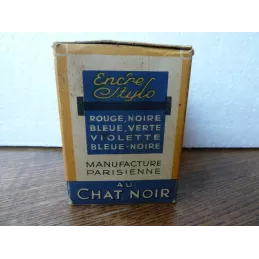 Encre
Stylo
ROUGE, NOIRE
BLEUE, VERTE
VIOLETTE
BLEUE-NOIRE
MANUFACTURE
PARISIENNE
AU
CHAT NOIR